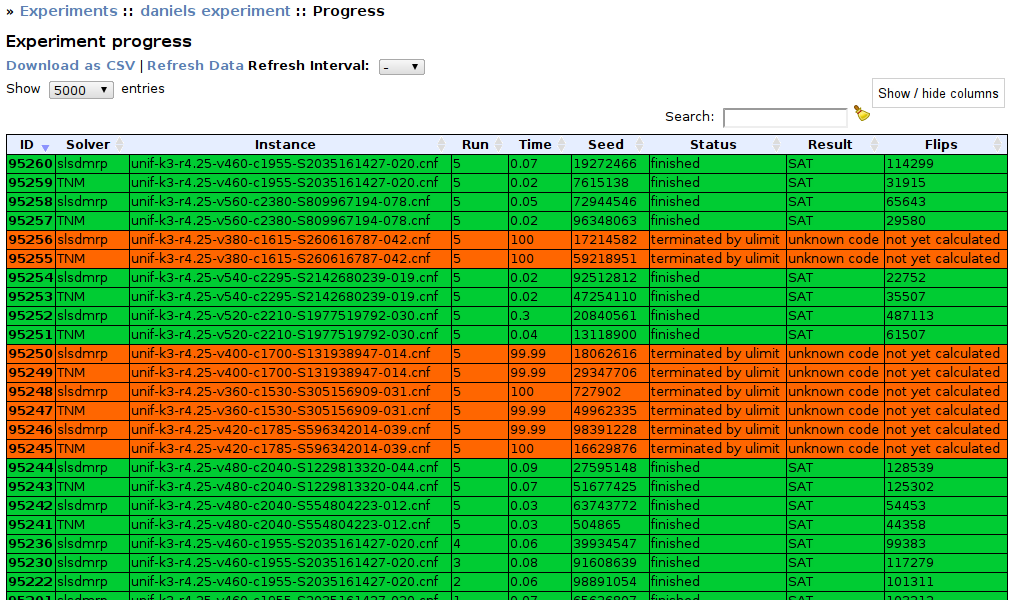 » Experiments :: daniels experiment :: Progress
Experiment progress
Download as CSV | Refresh Data Refresh Interval: -
Show 5000 entries
Show / hide columns
Search:
ID Solver Instance Run Time Seed Status Result Flips
95260 slsdmrp unif-k3-r4.25-v460-c1955-S2035161427-020.cnf 5 0.07 19272466 finished SAT 114299
95259 TNM unif-k3-r4.25-v460-c1955-S2035161427-020.cnf 5 0.02 7615138 finished SAT 31915
95258 slsdmrp unif-k3-r4.25-v560-c2380-S809967194-078.cnf 5 0.05 72944546 finished SAT 65643
95257 TNM unif-k3-r4.25-v560-c2380-S809967194-078.cnf 5 0.02 96348063 finished SAT 29580
95256 slsdmrp unif-k3-r4.25-v380-c1615-S260616787-042.cnf 5 100 17214582 terminated by ulimit unknown code not yet calculated
95255 TNM unif-k3-r4.25-v380-c1615-S260616787-042.cnf 5 100 59218951 terminated by ulimit unknown code not yet calculated
95254 slsdmrp unif-k3-r4.25-v540-c2295-S2142680239-019.cnf 5 0.02 92512812 finished SAT 22752
95253 TNM unif-k3-r4.25-v540-c2295-S2142680239-019.cnf 5 0.02 47254110 finished SAT 35507
95252 slsdmrp unif-k3-r4.25-v520-c2210-S1977519792-030.cnf 5 0.3 20840561 finished SAT 487113
95251 TNM unif-k3-r4.25-v520-c2210-S1977519792-030.cnf 5 0.04 13118900 finished SAT 61507
95250 slsdmrp unif-k3-r4.25-v400-c1700-S131938947-014.cnf 5 99.99 18062616 terminated by ulimit unknown code not yet calculated
95249 TNM unif-k3-r4.25-v400-c1700-S131938947-014.cnf 5 99.99 29347706 terminated by ulimit unknown code not yet calculated
95248 slsdmrp unif-k3-r4.25-v360-c1530-S305156909-031.cnf 5 100 727902 terminated by ulimit unknown code not yet calculated
95247 TNM unif-k3-r4.25-v360-c1530-S305156909-031.cnf 5 99.99 49962335 terminated by ulimit unknown code not yet calculated
95246 slsdmrp unif-k3-r4.25-v420-c1785-S596342014-039.cnf 5 99.99 98391228 terminated by ulimit unknown code not yet calculated
95245 TNM unif-k3-r4.25-v420-c1785-S596342014-039.cnf 5 100 16629876 terminated by ulimit unknown code not yet calculated
95244 slsdmrp unif-k3-r4.25-v480-c2040-S1229813320-044.cnf 5 0.09 27595148 finished SAT 128539
95243 TNM unif-k3-r4.25-v480-c2040-S1229813320-044.cnf 5 0.07 51677425 finished SAT 125302
95242 slsdmrp unif-k3-r4.25-v480-c2040-S554804223-012.cnf 5 0.03 63743772 finished SAT 54453
95241 TNM unif-k3-r4.25-v480-c2040-S554804223-012.cnf 5 0.03 504865 finished SAT 44358
95236 slsdmrp unif-k3-r4.25-v460-c1955-S2035161427-020.cnf 4 0.06 39934547 finished SAT 99383
95230 slsdmrp unif-k3-r4.25-v460-c1955-S2035161427-020.cnf 3 0.08 91608639 finished SAT 117279
95222 slsdmrp unif-k3-r4.25-v460-c1955-S2035161427-020.cnf 2 0.06 98891054 finished SAT 101311